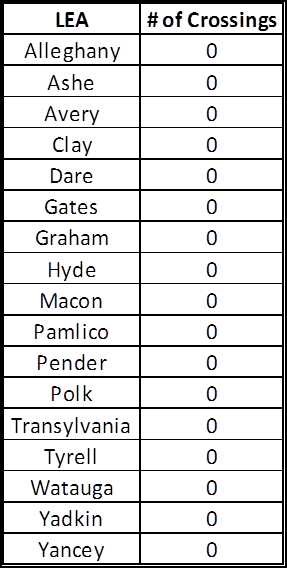 LEA # of Crossings
Alleghany 0
Ashe 0
Avery 0
Clay 0
Dare 0
Gates 0
Graham 0
Hyde 0
Macon 0
Pamlico 0
Pender 0
Polk 0
Transylvania 0
Tyrell 0
Watauga 0
Yadkin 0
Yancey 0